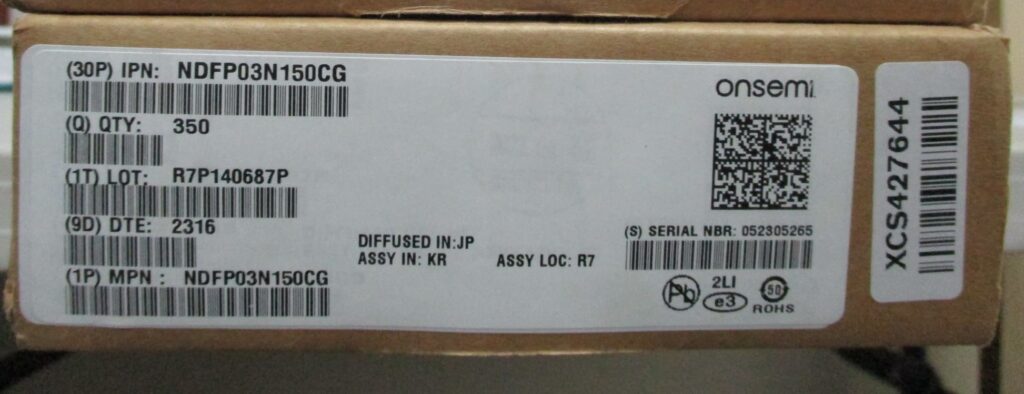 (30P) IPN: NDFP03N150CG
(Q) QTY: 350
(1T) LOT: R7P140687P
(9D) DTE: 2316
(1P) MPN : NDFP03N150CG
DIFFUSED IN:JP
ASSY IN: KR ASSY LOC: R7
onsemi
(S) SERIAL NBR: 052305265
Pb
2LI
e3
50
ROHS
XCS427644